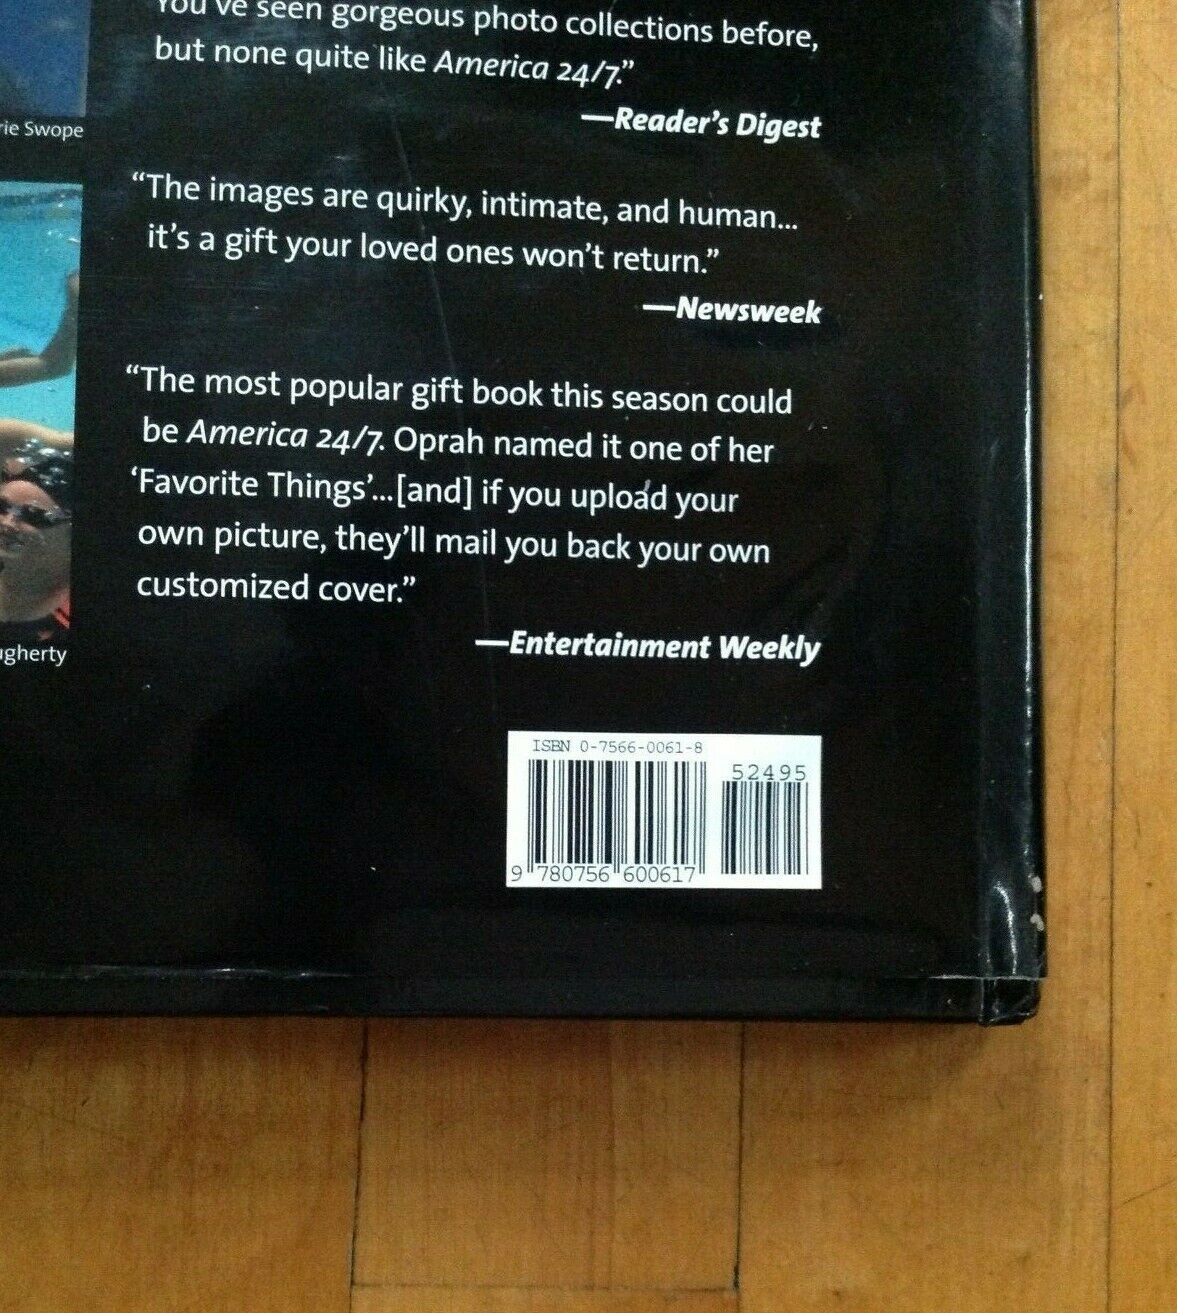 You've seen gorgeous photo collections before,
but none quite like America 24/7.”
—Reader's Digest
rie Swope
“The images are quirky, intimate, and human...
it's a gift your loved ones won't return.”
—Newsweek
“The most popular gift book this season could
be America 24/7. Oprah named it one of her
‘Favorite Things’...[and] if you upload your
own picture, they'll mail you back your own
customized cover.”
—Entertainment Weekly
gherty
ISBN 0-7566-0061-8
52495
9 780756 600617